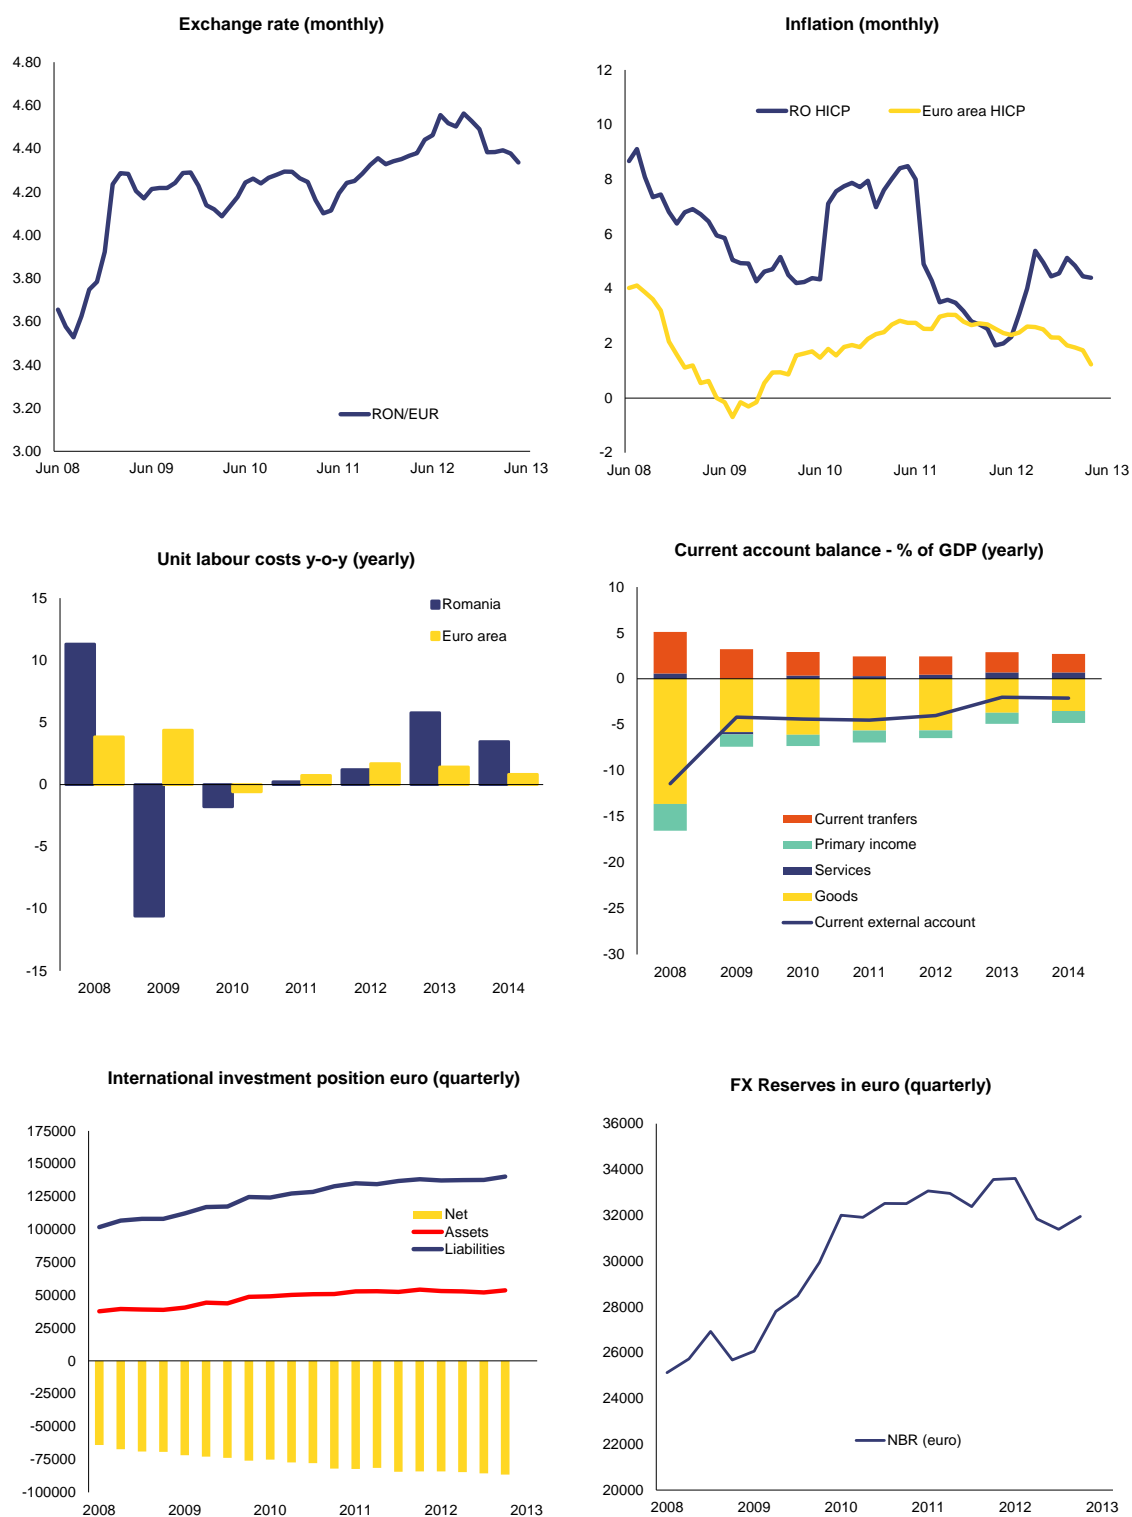 Exchange rate (monthly)
4.80
4.60
4.40
4.20
4.00
3.80
3.60
3.40
3.20
3.00
RON/EUR
Jun 08 Jun 09 Jun 10 Jun 11 Jun 12 Jun 13
Inflation (monthly)
12
10
8
6
4
2
0
-2
RO HICP Euro area HICP
Jun 08 Jun 09 Jun 10 Jun 11 Jun 12 Jun 13
Unit labour costs y-o-y (yearly)
15
10
5
0
-5
-10
-15
Romania
Euro area
2008 2009 2010 2011 2012 2013 2014
Current account balance - % of GDP (yearly)
10
5
0
-5
-10
-15
-20
-25
-30
Current tranfers
Primary income
Services
Goods
Current external account
2008 2009 2010 2011 2012 2013 2014
International investment position euro (quarterly)
175000
150000
125000
100000
75000
50000
25000
0
-25000
-50000
-75000
-100000
Net
Assets
Liabilities
2008 2009 2010 2011 2012 2013
FX Reserves in euro (quarterly)
36000
34000
32000
30000
28000
26000
24000
22000
20000
NBR (euro)
2008 2009 2010 2011 2012 2013